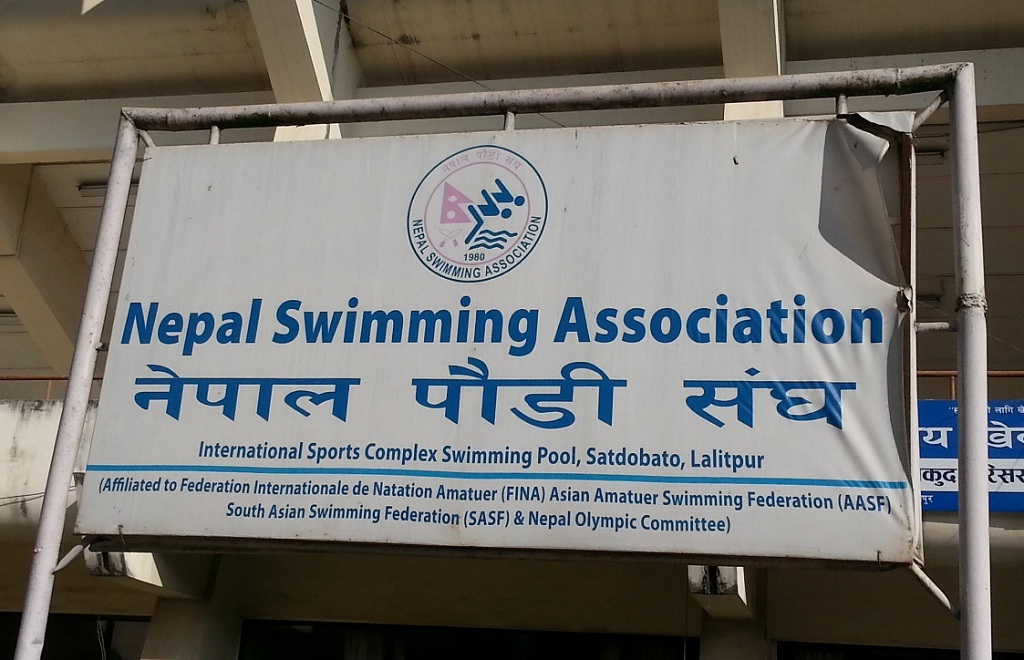 नेपाल पौडी संघ
1980
NEPAL SWIMMING ASSOCIATION
Nepal Swimming Association
नेपाल पौडी संघ
International Sports Complex Swimming Pool, Satdobato, Lalitpur
(Affiliated to Federation Internationale de Natation Amatuer (FINA) Asian Amatuer Swimming Federation (AASF)
South Asian Swimming Federation (SASF) & Nepal Olympic Committee)
लागि